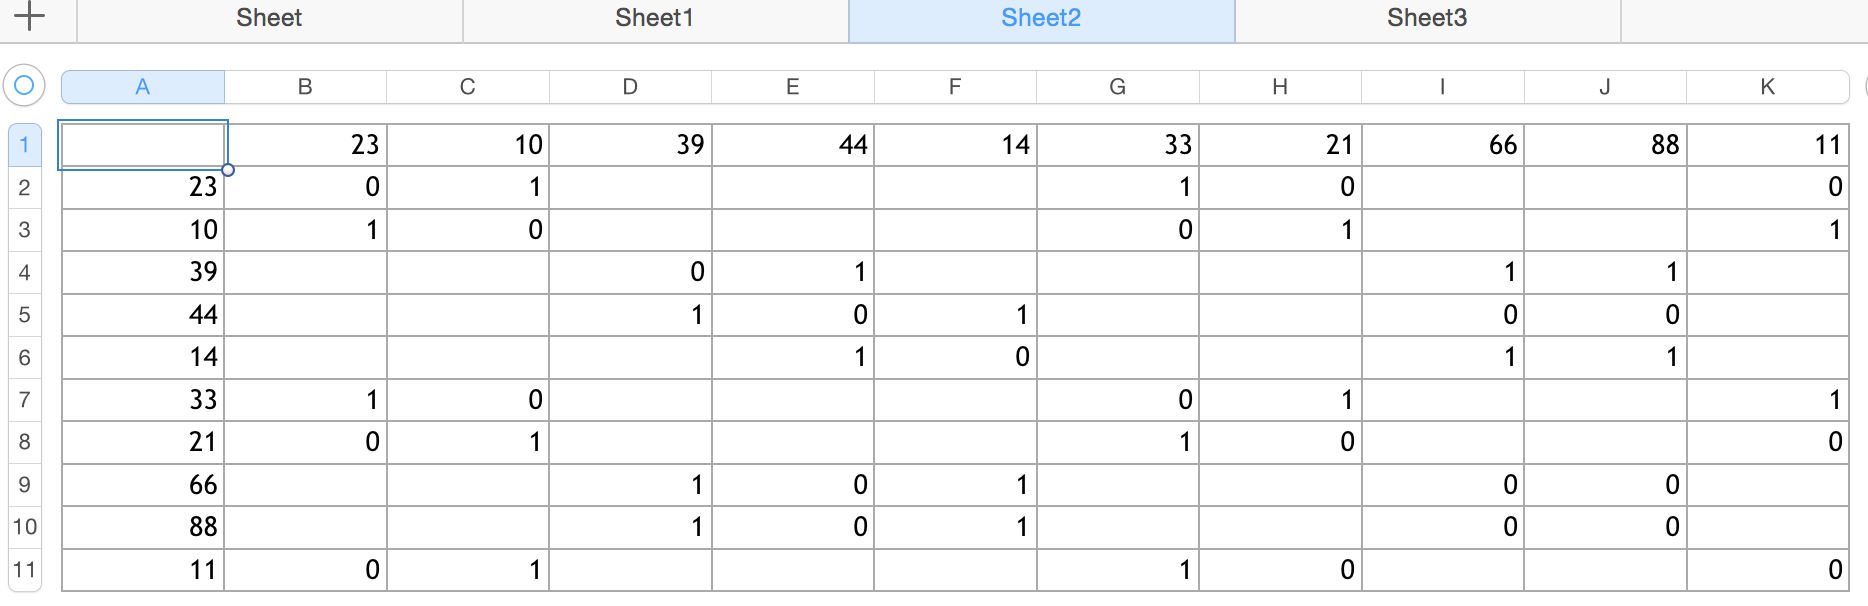 Sheet Sheet1 Sheet2 Sheet3
A B C D E F G H I J K
1 23 10 39 44 14 33 21 66 88 11
2 23 0 1 1 0 0
3 10 1 0 0 1 1
4 39 0 1 1 1
5 44 1 0 1 0 0
6 14 1 0 1 1
7 33 1 0 0 1 1
8 21 0 1 1 0 0
9 66 1 0 1 0 0
10 88 1 0 1 0 0
11 11 0 1 1 0 0